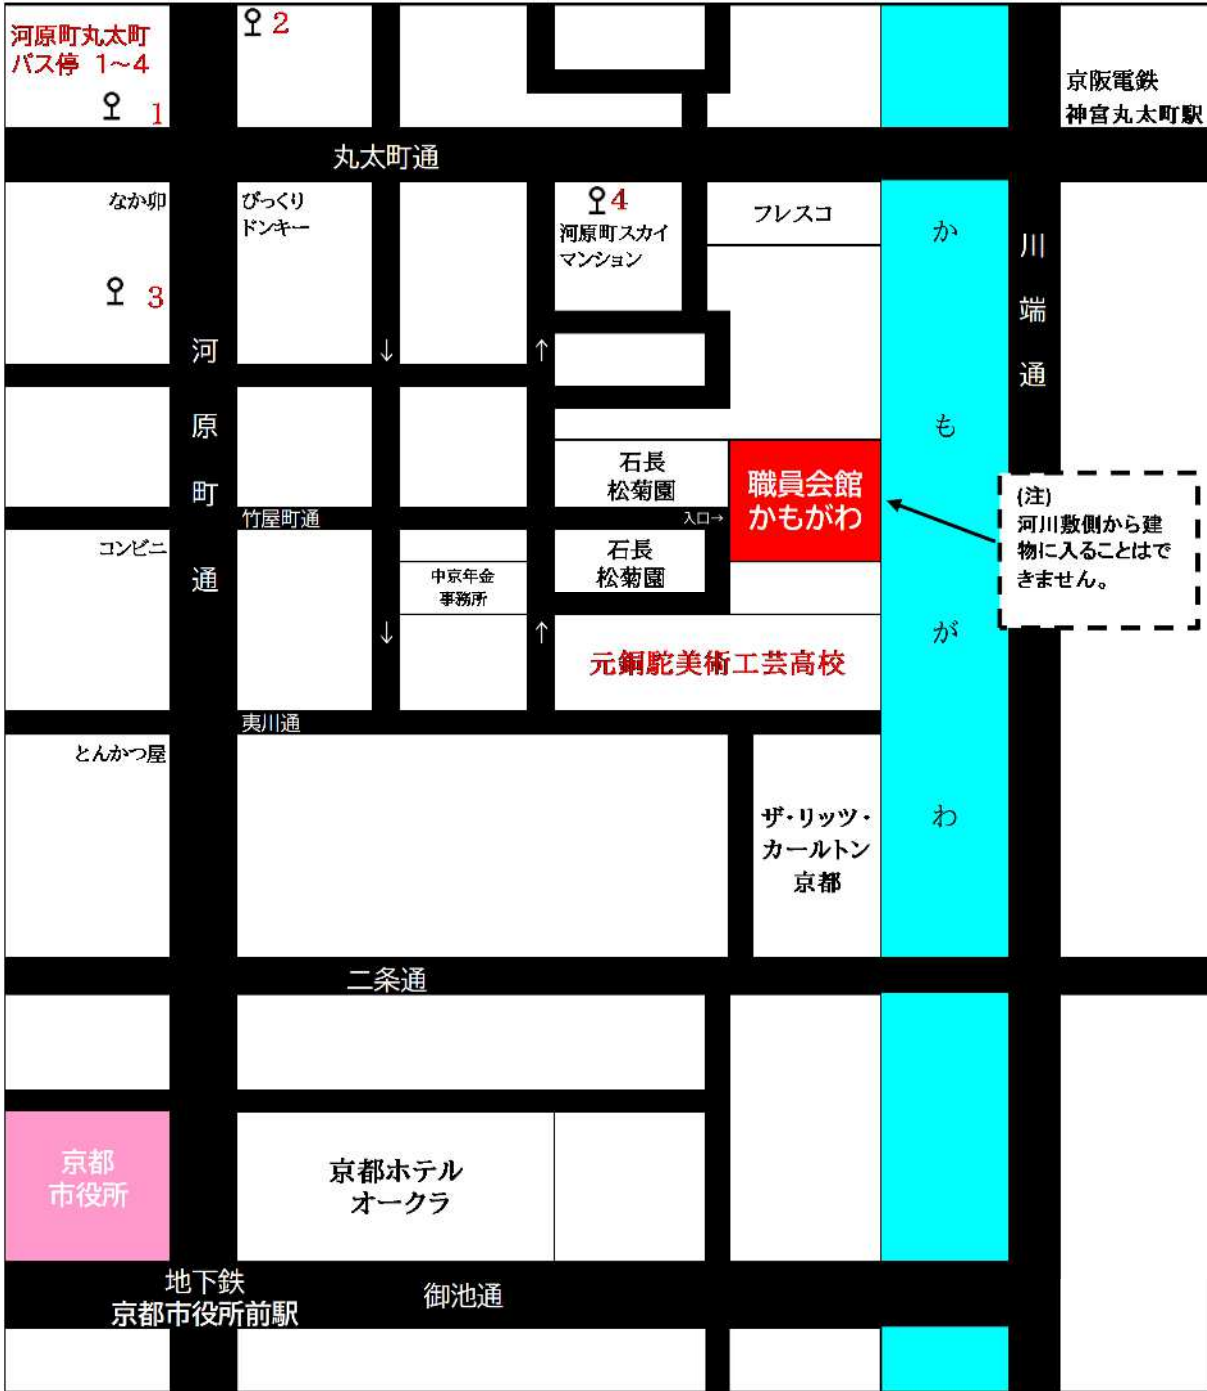 河原町丸太町
バス停 1～4
1
2
京阪電鉄
神宮丸太町駅
丸太町通
なか卯
びっくり
ドンキー
4
河原町スカイ
マンション
フレスコ
3
↓
↑
河原町通
かもがわ
川端通
石長
松菊園
職員会館
かもがわ
竹屋町通
入口→
(注)
河川敷側から建
物に入ることはで
きません。
コンビニ
中京年金
事務所
石長
松菊園
↓
↑
元銅駝美術工芸高校
夷川通
とんかつ屋
ザ・リッツ・
カールトン
京都
二条通
京都
市役所
京都ホテル
オークラ
地下鉄
京都市役所前駅
御池通